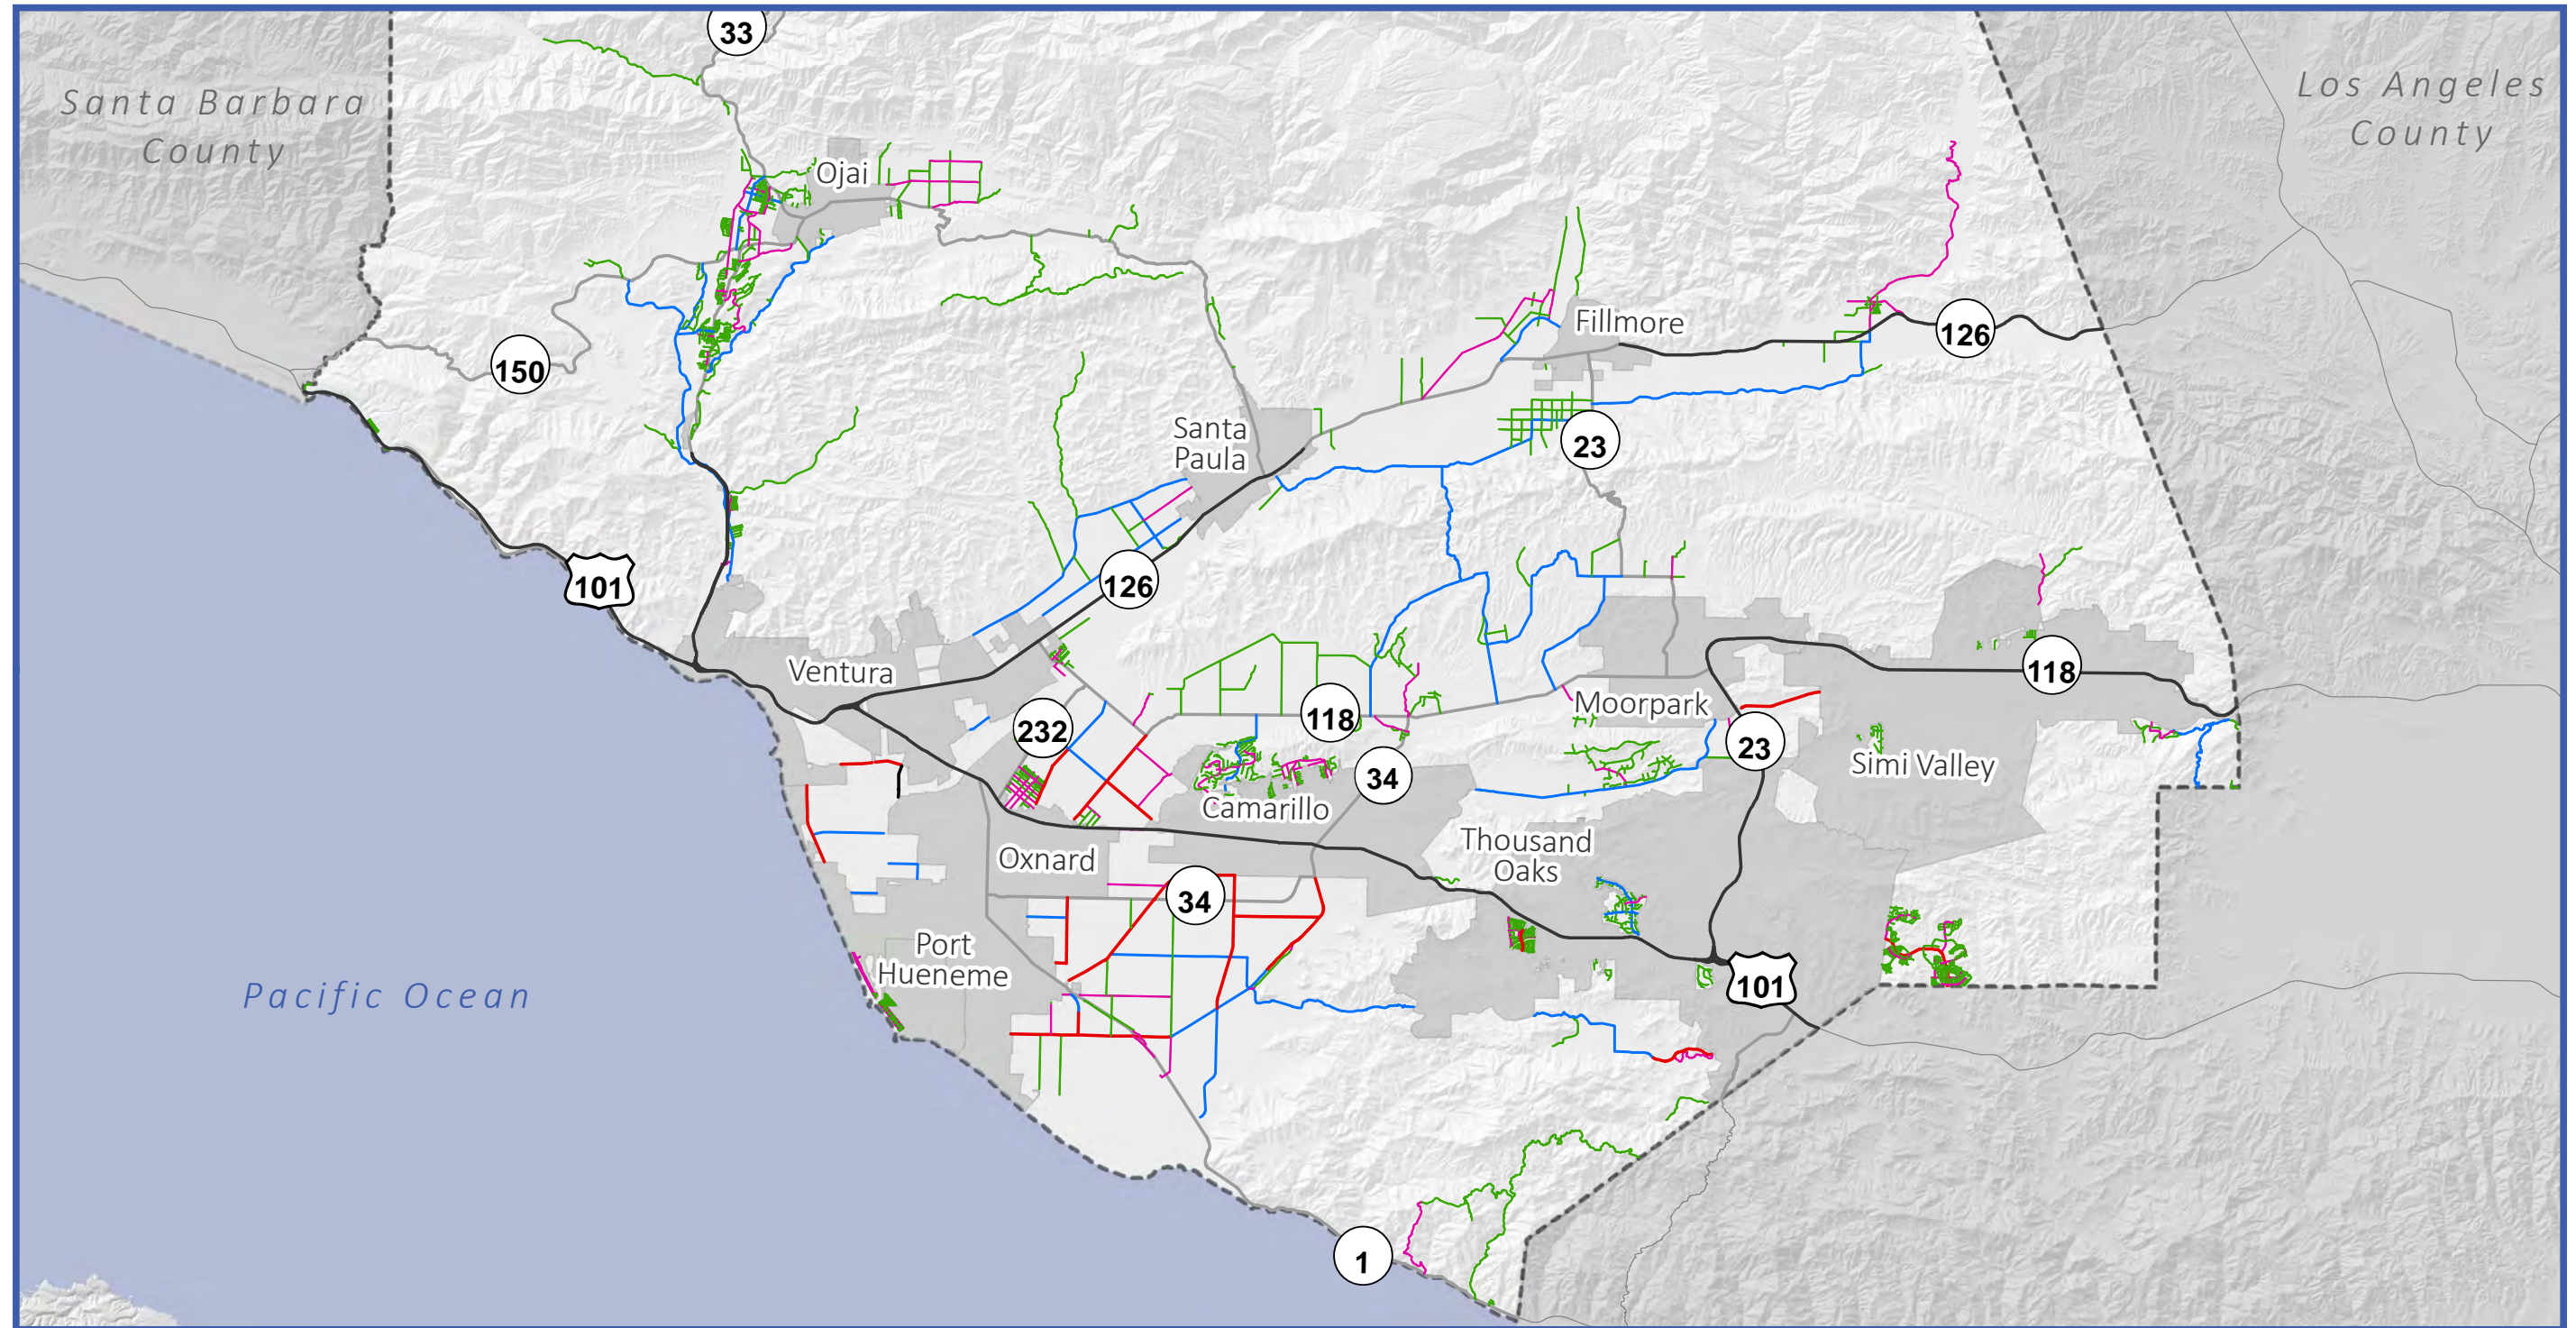 33
Santa Barbara
County
Los Angeles
County
Ojai
Fillmore
126
150
Santa
Paula
23
101
126
Ventura
232
118
Moorpark
118
23
34
Simi Valley
Camarillo
Oxnard
Thousand
Oaks
34
Port
Hueneme
101
Pacific Ocean
1